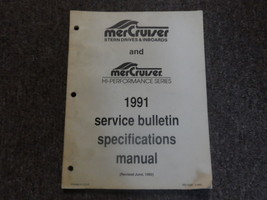 merCruiser
STERN DRIVES & INBOARDS
and
merCruiser
HI-PERFORMANCE SERIES
1991
service bulletin
specifications
manual